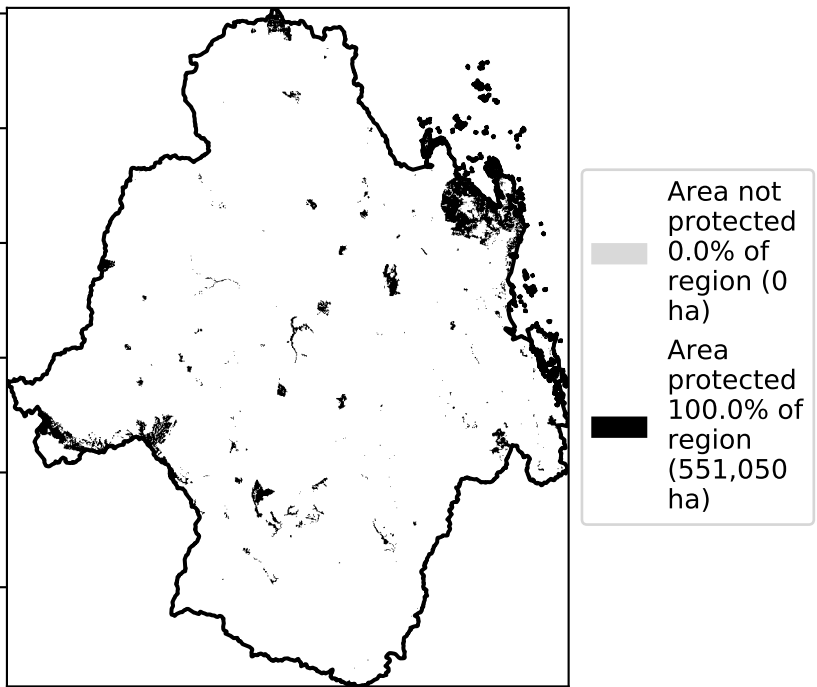 Area not
protected
0.0% of
region (0
ha)
Area
protected
100.0% of
region
(551,050
ha)